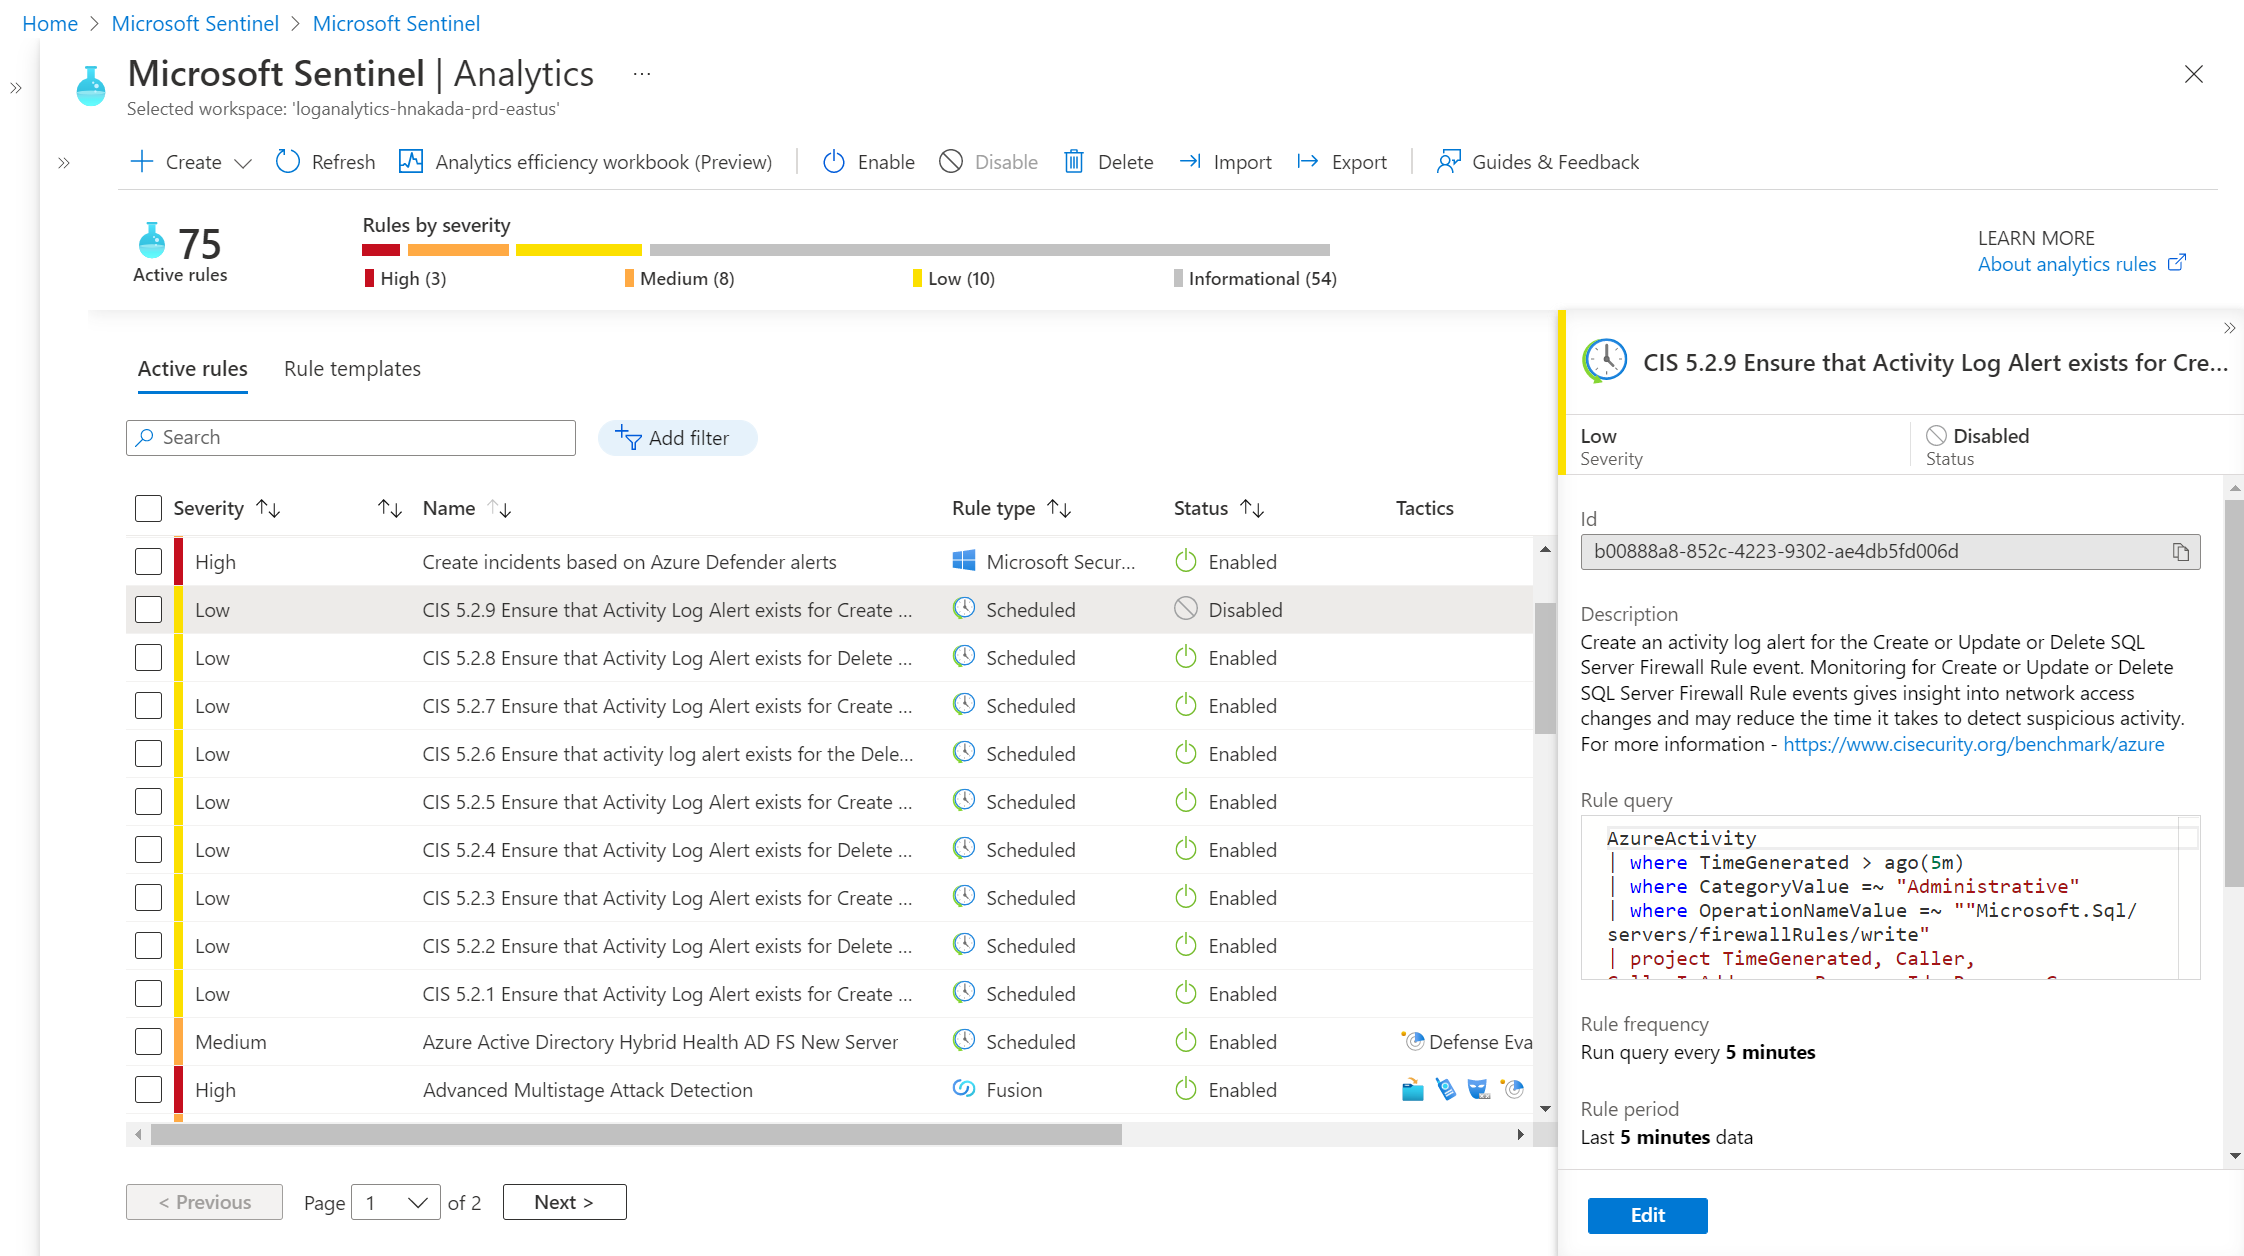 Home > Microsoft Sentinel > Microsoft Sentinel
Microsoft Sentinel | Analytics ...
Selected workspace: 'loganalytics-hnakada-prd-eastus'
Create Refresh Analytics efficiency workbook (Preview) Enable Disable Delete Import Export Guides & Feedback
75
Active rules
Rules by severity
High (3) Medium (8) Low (10) Informational (54)
LEARN MORE
About analytics rules
Active rules Rule templates
Search Add filter
Severity Name Rule type Status Tactics
High Create incidents based on Azure Defender alerts Microsoft Secur... Enabled
Low CIS 5.2.9 Ensure that Activity Log Alert exists for Create ... Scheduled Disabled
Low CIS 5.2.8 Ensure that Activity Log Alert exists for Delete ... Scheduled Enabled
Low CIS 5.2.7 Ensure that Activity Log Alert exists for Create ... Scheduled Enabled
Low CIS 5.2.6 Ensure that activity log alert exists for the Dele... Scheduled Enabled
Low CIS 5.2.5 Ensure that Activity Log Alert exists for Create ... Scheduled Enabled
Low CIS 5.2.4 Ensure that Activity Log Alert exists for Delete ... Scheduled Enabled
Low CIS 5.2.3 Ensure that Activity Log Alert exists for Create ... Scheduled Enabled
Low CIS 5.2.2 Ensure that Activity Log Alert exists for Delete ... Scheduled Enabled
Low CIS 5.2.1 Ensure that Activity Log Alert exists for Create ... Scheduled Enabled
Medium Azure Active Directory Hybrid Health AD FS New Server Scheduled Enabled Defense Eva
High Advanced Multistage Attack Detection Fusion Enabled
< Previous Page 1 of 2 Next >
CIS 5.2.9 Ensure that Activity Log Alert exists for Cre...
Low Disabled
Severity Status
Id
b00888a8-852c-4223-9302-ae4db5fd006d
Description
Create an activity log alert for the Create or Update or Delete SQL
Server Firewall Rule event. Monitoring for Create or Update or Delete
SQL Server Firewall Rule events gives insight into network access
changes and may reduce the time it takes to detect suspicious activity.
For more information - https://www.cisecurity.org/benchmark/azure
Rule query
AzureActivity
| where TimeGenerated > ago(5m)
| where CategoryValue =~ "Administrative"
| where OperationNameValue =~ ""Microsoft.Sql/
servers/firewallRules/write"
| project TimeGenerated, Caller,
Rule frequency
Run query every 5 minutes
Rule period
Last 5 minutes data
Edit